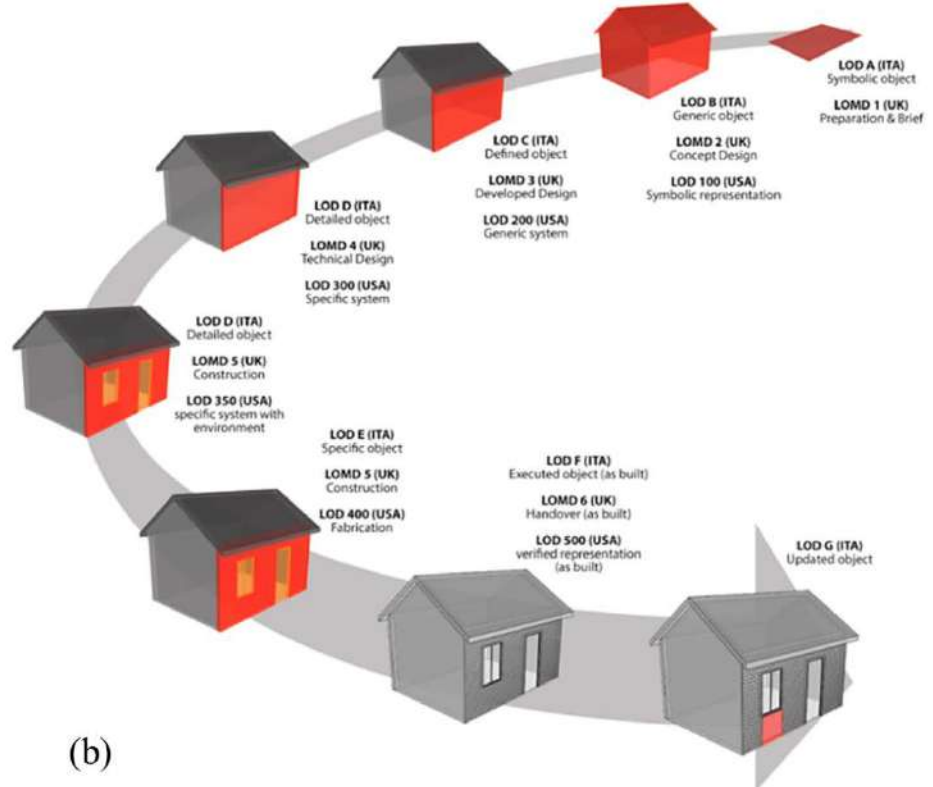 LOD A (ITA)
Symbolic object
LOMD 1 (UK)
Preparation & Brief
LOD B (ITA)
Generic object
LOMD 2 (UK)
Concept Design
LOD 100 (USA)
Symbolic representation
LOD C (ITA)
Defined object
LOMD 3 (UK)
Developed Design
LOD 200 (USA)
Generic system
LOD D (ITA)
Detailed object
LOMD 4 (UK)
Technical Design
LOD 300 (USA)
Specific system
LOD D (ITA)
Detailed object
LOMD 5 (UK)
Construction
LOD 350 (USA)
specific system with
environment
LOD E (ITA)
Specific object
LOMD 5 (UK)
Construction
LOD 400 (USA)
Fabrication
LOD F (ITA)
Executed object (as built)
LOMD 6 (UK)
Handover (as built)
LOD 500 (USA)
verified representation
(as built)
LOD G (ITA)
Updated object
(b)